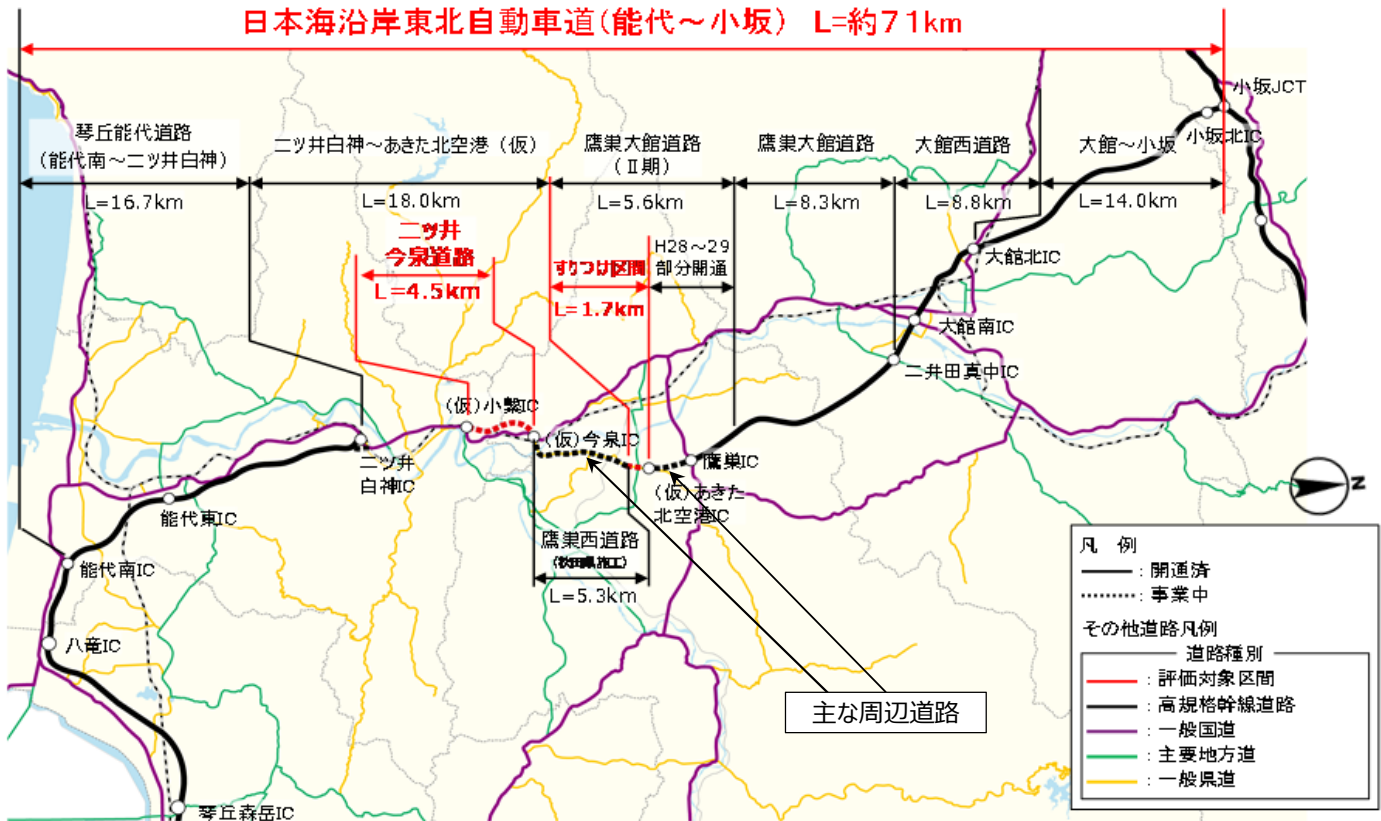 日本海沿岸東北自動車道(能代～小坂) L=約71km
琴丘能代道路
(能代南～二ツ井白神)
L=16.7km
二ツ井白神～あきた北空港（仮）
L=18.0km
鷹巣大館道路
(Ⅱ期)
L=5.6km
鷹巣大館道路
L=8.3km
大館西道路
L=8.8km
大館～小坂
L=14.0km
小坂JCT
小坂北IC
二ツ井
今泉道路
L=4.5km
すりつけ区間
L=1.7km
H28～29
部分開通
大館北IC
大館南IC
二井田真中IC
(仮)小繋IC
(仮)今泉IC
二ツ井
白神IC
鷹巣IC
(仮)あきた
北空港IC
能代東IC
能代南IC
鷹巣西道路
(秋田県施工)
L=5.3km
八竜IC
琴丘森岳IC
主な周辺道路
N
凡 例
: 開通済
: 事業中
その他道路凡例
道路種別
: 評価対象区間
: 高規格幹線道路
: 一般国道
: 主要地方道
: 一般県道